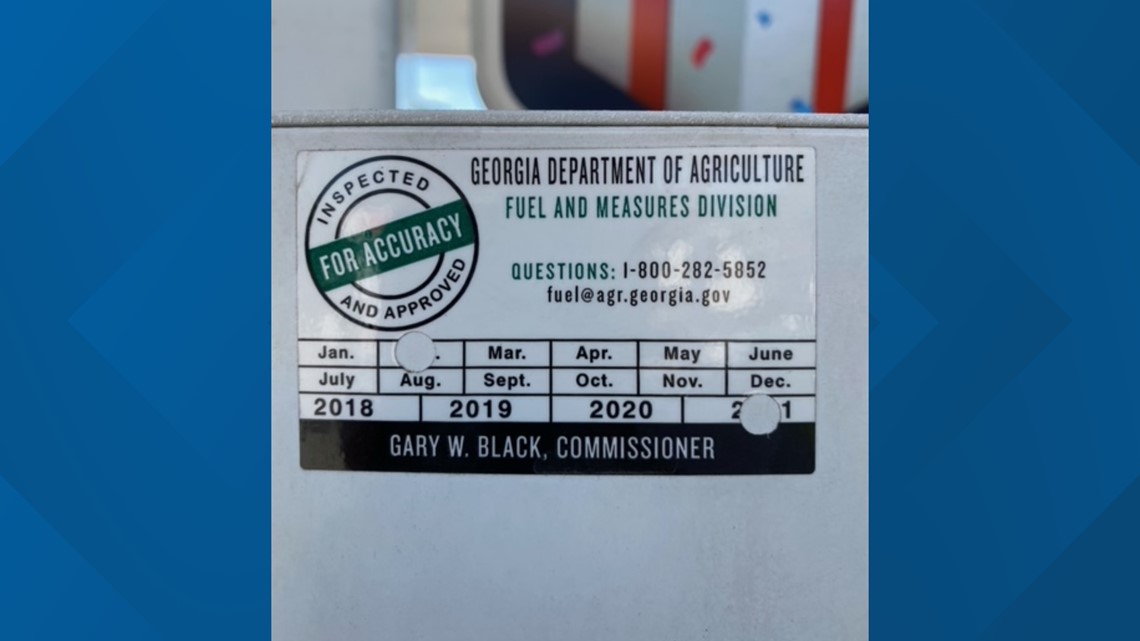 INSPECTED
FOR ACCURACY
AND APPROVED
GEORGIA DEPARTMENT OF AGRICULTURE
FUEL AND MEASURES DIVISION
QUESTIONS: 1-800-282-5852
fuel@agr.georgia.gov
Jan. . Mar. Apr. May June
July Aug. Sept. Oct. Nov. Dec.
2018 2019 2020 2 1
GARY W. BLACK, COMMISSIONER